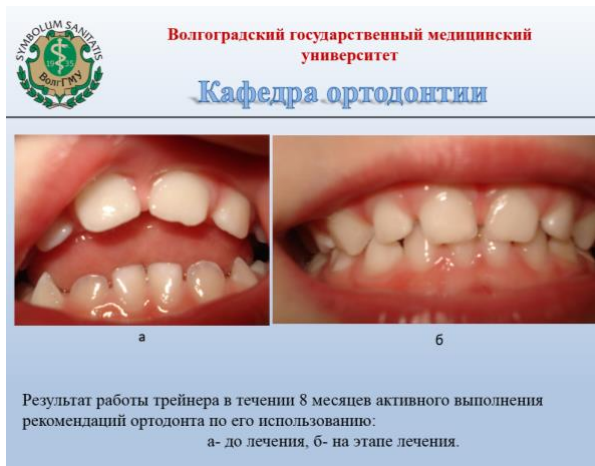 SYMBOLUM SANITATIS
1935
ВолгГМУ
Волгоградский государственный медицинский
университет
Кафедра ортодонтии
а
б
Результат работы трейнера в течении 8 месяцев активного выполнения
рекомендаций ортодонта по его использованию:
а- до лечения, б- на этапе лечения.